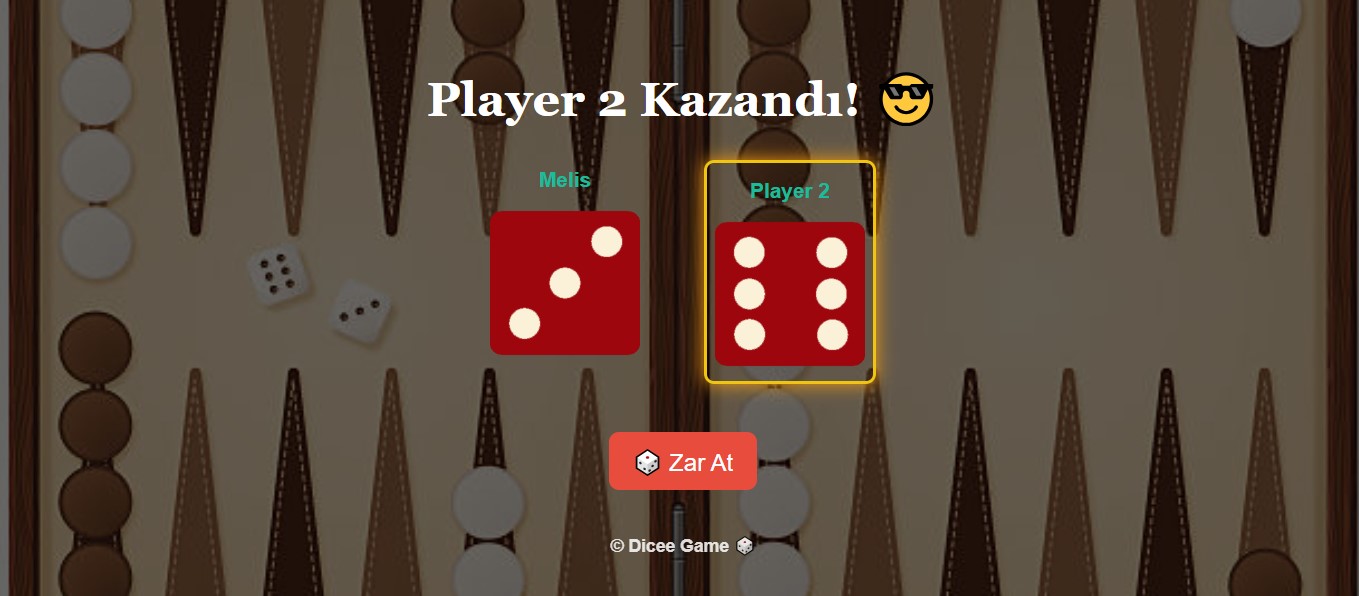 Player 2 Kazandı! 😎
Melis
Player 2
🎲 Zar At
© Dicee Game 🎲